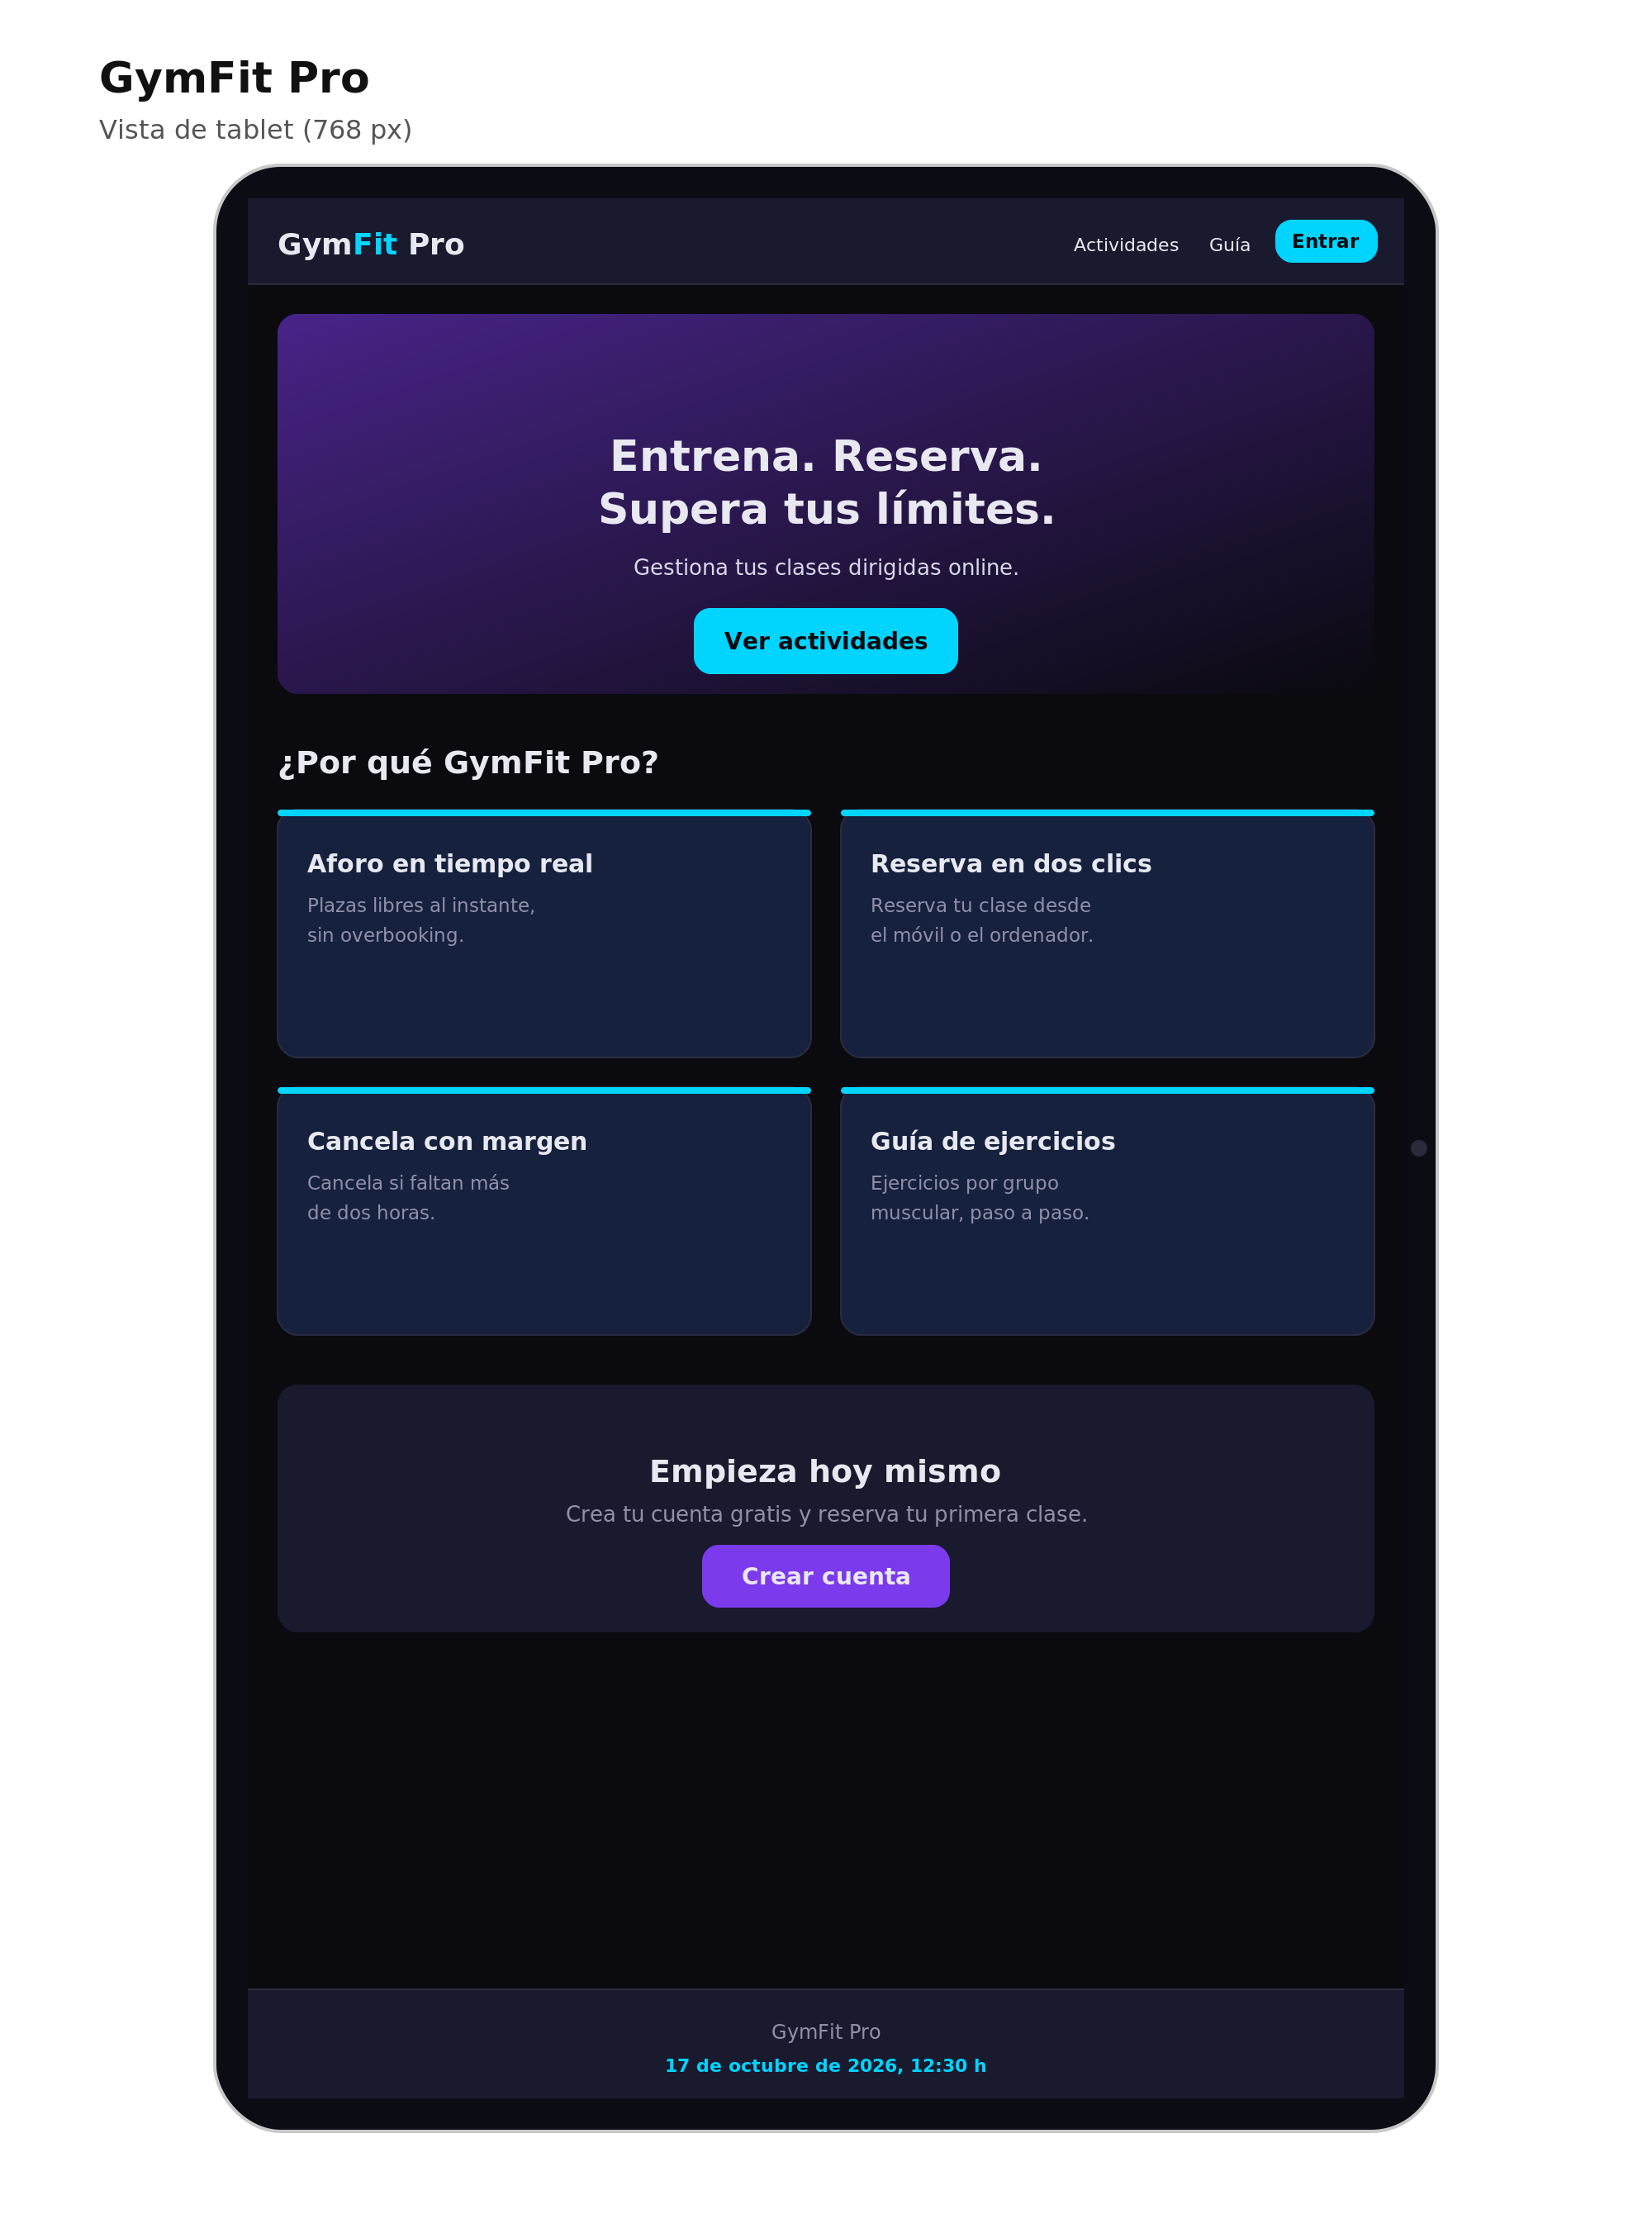 GymFit Pro
Vista de tablet (768 px)
GymFit Pro
Actividades
Guía
Entrar
Entrena. Reserva.
Supera tus límites.
Gestiona tus clases dirigidas online.
Ver actividades
¿Por qué GymFit Pro?
Aforo en tiempo real
Plazas libres al instante,
sin overbooking.
Reserva en dos clics
Reserva tu clase desde
el móvil o el ordenador.
Cancela con margen
Cancela si faltan más
de dos horas.
Guía de ejercicios
Ejercicios por grupo
muscular, paso a paso.
Empieza hoy mismo
Crea tu cuenta gratis y reserva tu primera clase.
Crear cuenta
GymFit Pro
17 de octubre de 2026, 12:30 h